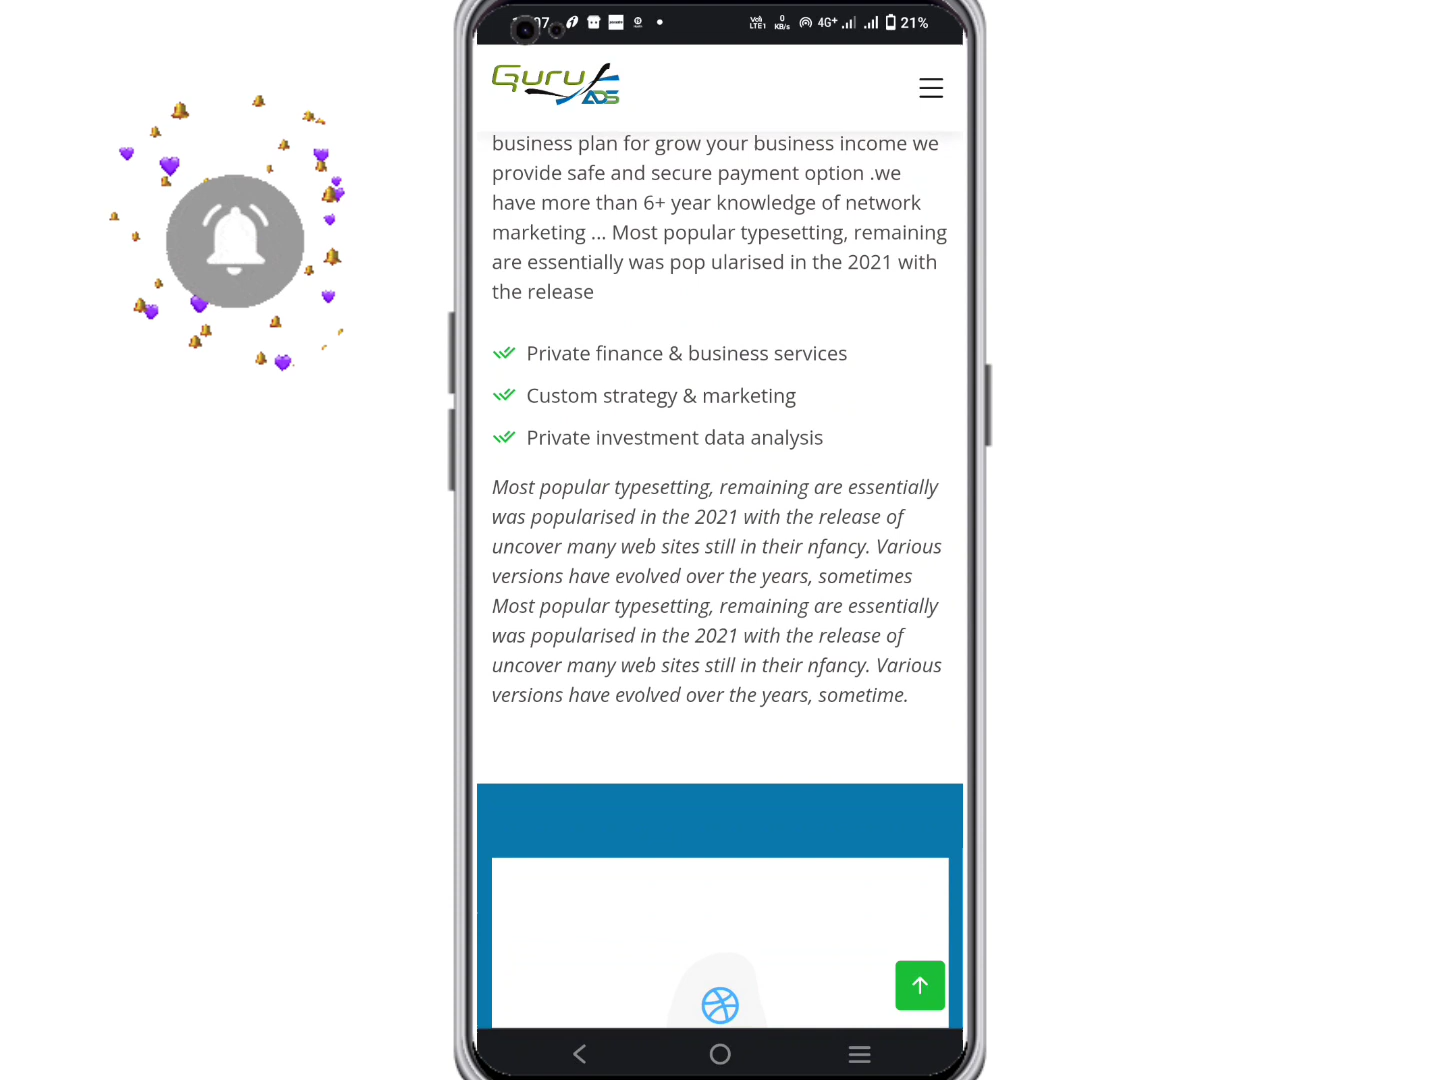 07
Vo)) LTE1 0 KB/s 4G+ 21%
Guru
ADS
business plan for grow your business income we
provide safe and secure payment option .we
have more than 6+ year knowledge of network
marketing ... Most popular typesetting, remaining
are essentially was pop ularised in the 2021 with
the release
Private finance & business services
Custom strategy & marketing
Private investment data analysis
Most popular typesetting, remaining are essentially
was popularised in the 2021 with the release of
uncover many web sites still in their nfancy. Various
versions have evolved over the years, sometimes
Most popular typesetting, remaining are essentially
was popularised in the 2021 with the release of
uncover many web sites still in their nfancy. Various
versions have evolved over the years, sometime.